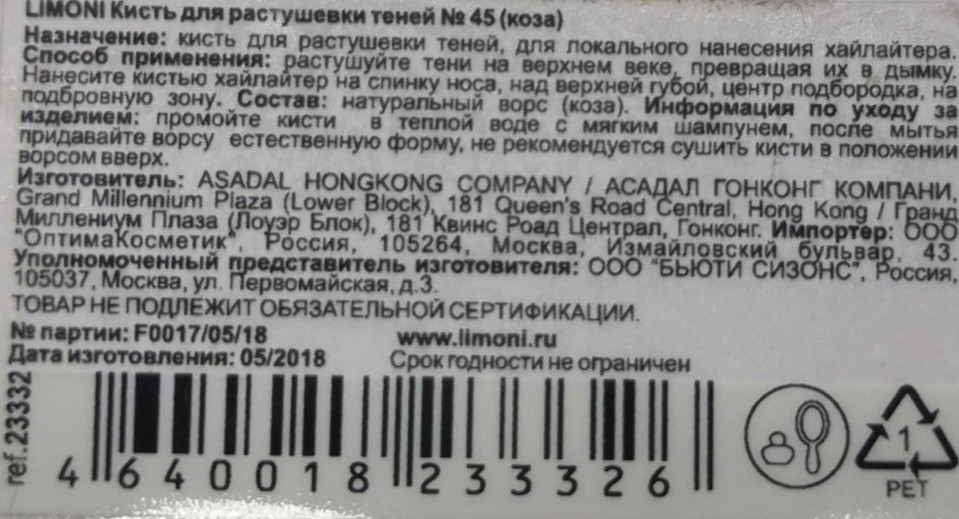 LIMONI Кисть для растушевки теней № 45 (коза)
Назначение: кисть для растушевки теней, для локального нанесения хайлайтера.
Способ применения: растушуйте тени на верхнем веке, превращая их в дымку.
Нанесите кистью хайлайтер на спинку носа, над верхней губой, центр подбородка, на
подбровную зону. Состав: натуральный ворс (коза). Информация по уходу за
изделием: промойте кисти в теплой воде с мягким шампунем, после мытья
придавайте ворсу естественную форму, не рекомендуется сушить кисти в положении
ворсом вверх.
Изготовитель: ASADAL HONGKONG COMPANY / АСАДАЛ ГОНКОНГ КОМПАНИ,
Grand Millennium Plaza (Lower Block), 181 Queen's Road Central, Hong Kong / Гранд
Миллениум Плаза (Лоуэр Блок), 181 Квинс Роад Централ, Гонконг. Импортер: ООО
"ОптимаКосметик", Россия, 105264, Москва, Измайловский бульвар, 43.
Уполномоченный представитель изготовителя: ООО "БЬЮТИ СИЗОНС", Россия,
105037, Москва, ул. Первомайская, д.3.
ТОВАР НЕ ПОДЛЕЖИТ ОБЯЗАТЕЛЬНОЙ СЕРТИФИКАЦИИ.
№ партии: F0017/05/18 www.limoni.ru
Дата изготовления: 05/2018 Срок годности не ограничен
ref.23332
4 640018 233326
1
PET